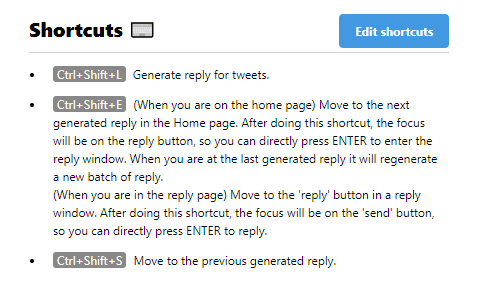 Shortcuts
Edit shortcuts
• Ctrl+Shift+L Generate reply for tweets.
• Ctrl+Shift+E (When you are on the home page) Move to the next
generated reply in the Home page. After doing this shortcut, the focus
will be on the reply button, so you can directly press ENTER to enter the
reply window. When you are at the last generated reply it will regenerate
a new batch of reply.
(When you are in the reply page) Move to the 'reply' button in a reply
window. After doing this shortcut, the focus will be on the 'send' button,
so you can directly press ENTER to reply.
• Ctrl+Shift+S Move to the previous generated reply.